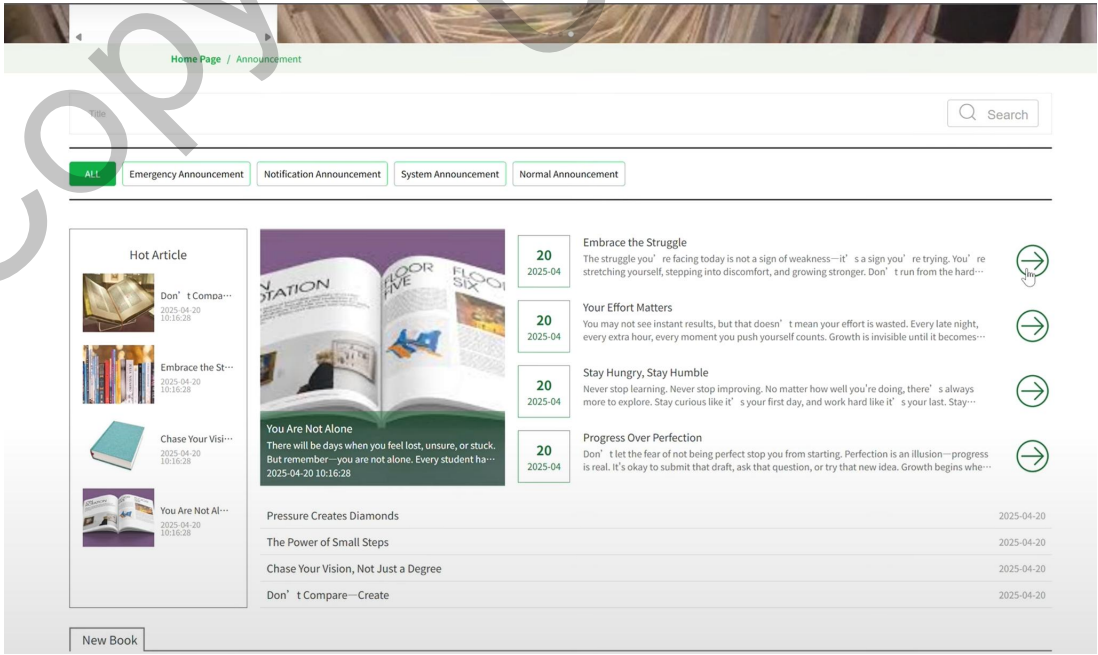 Copy
Home Page / Announcement
Title
Search
ALL
Emergency Announcement
Notification Announcement
System Announcement
Normal Announcement
Hot Article
Don't Compa···
2025-04-20
10:16:28
Embrace the St···
2025-04-20
10:16:28
Chase Your Visi···
2025-04-20
10:16:28
You Are Not Al···
2025-04-20
10:16:28
FLOOR
FIVE
FLOOR
SIX
You Are Not Alone
There will be days when you feel lost, unsure, or stuck.
But remember—you are not alone. Every student ha···
2025-04-20 10:16:28
20
2025-04
Embrace the Struggle
The struggle you're facing today is not a sign of weakness—it's a sign you're trying. You're
stretching yourself, stepping into discomfort, and growing stronger. Don't run from the hard···
20
2025-04
Your Effort Matters
You may not see instant results, but that doesn't mean your effort is wasted. Every late night,
every extra hour, every moment you push yourself counts. Growth is invisible until it becomes···
20
2025-04
Stay Hungry, Stay Humble
Never stop learning. Never stop improving. No matter how well you're doing, there's always
more to explore. Stay curious like it's your first day, and work hard like it's your last. Stay···
20
2025-04
Progress Over Perfection
Don't let the fear of not being perfect stop you from starting. Perfection is an illusion—progress
is real. It's okay to submit that draft, ask that question, or try that new idea. Growth begins whe···
Pressure Creates Diamonds 2025-04-20
The Power of Small Steps 2025-04-20
Chase Your Vision, Not Just a Degree 2025-04-20
Don't Compare—Create 2025-04-20
New Book